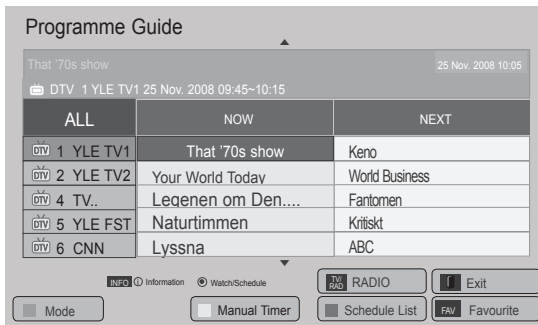 Programme Guide
That '70s show 25 Nov. 2008 10:05
DTV 1 YLE TV1 25 Nov. 2008 09:45~10:15
ALL NOW NEXT
DTV 1 YLE TV1 That '70s show Keno
DTV 2 YLE TV2 Your World Today World Business
DTV 4 TV.. Legenen om Den.... Fantomen
DTV 5 YLE FST Naturtimmen Kritiskt
DTV 6 CNN Lyssna ABC
INFO i Information Watch/Schedule TV/RAD RADIO Exit
Mode Manual Timer Schedule List FAV Favourite